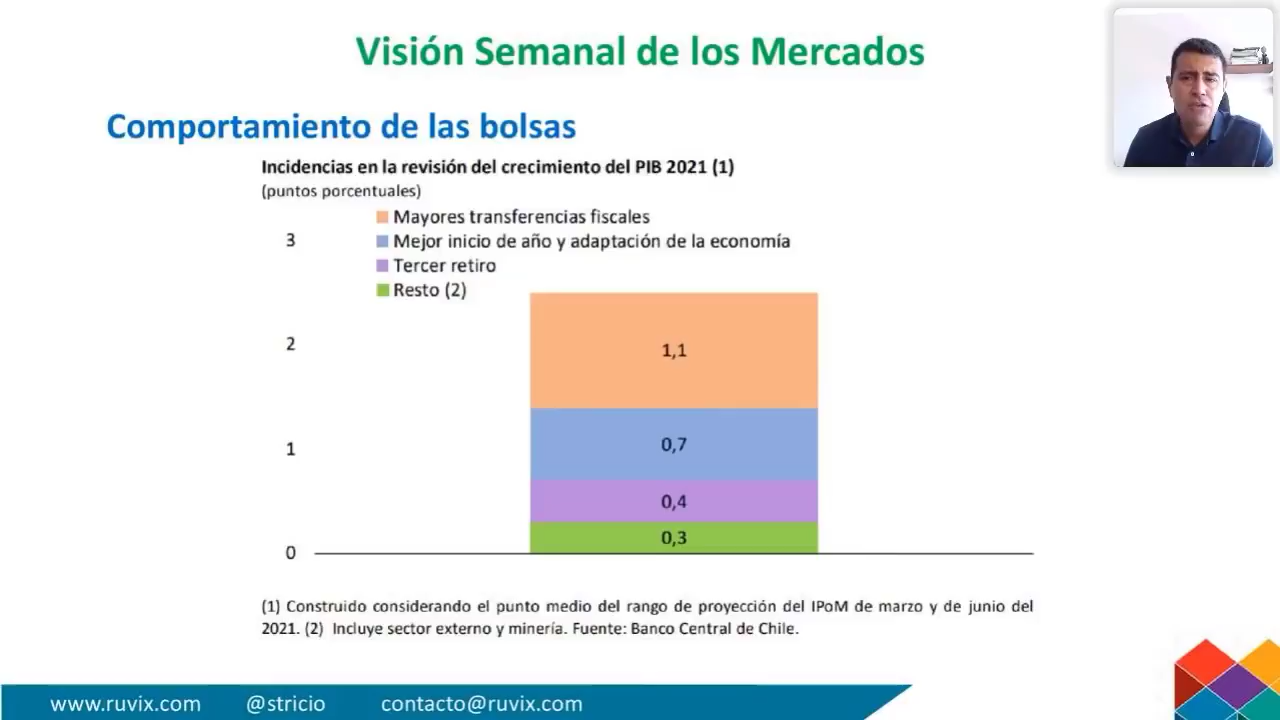 Visión Semanal de los Mercados
Comportamiento de las bolsas
Incidencias en la revisión del crecimiento del PIB 2021 (1)
(puntos porcentuales)
Mayores transferencias fiscales
3
Mejor inicio de año y adaptación de la economía
Tercer retiro
Resto (2)
2
1,1
1
0,7
0,4
0,3
0
(1) Construido considerando el punto medio del rango de proyección del IPoM de marzo y de junio del
2021. (2) Incluye sector externo y minería. Fuente: Banco Central de Chile.
www.ruvix.com @stricio contacto@ruvix.com